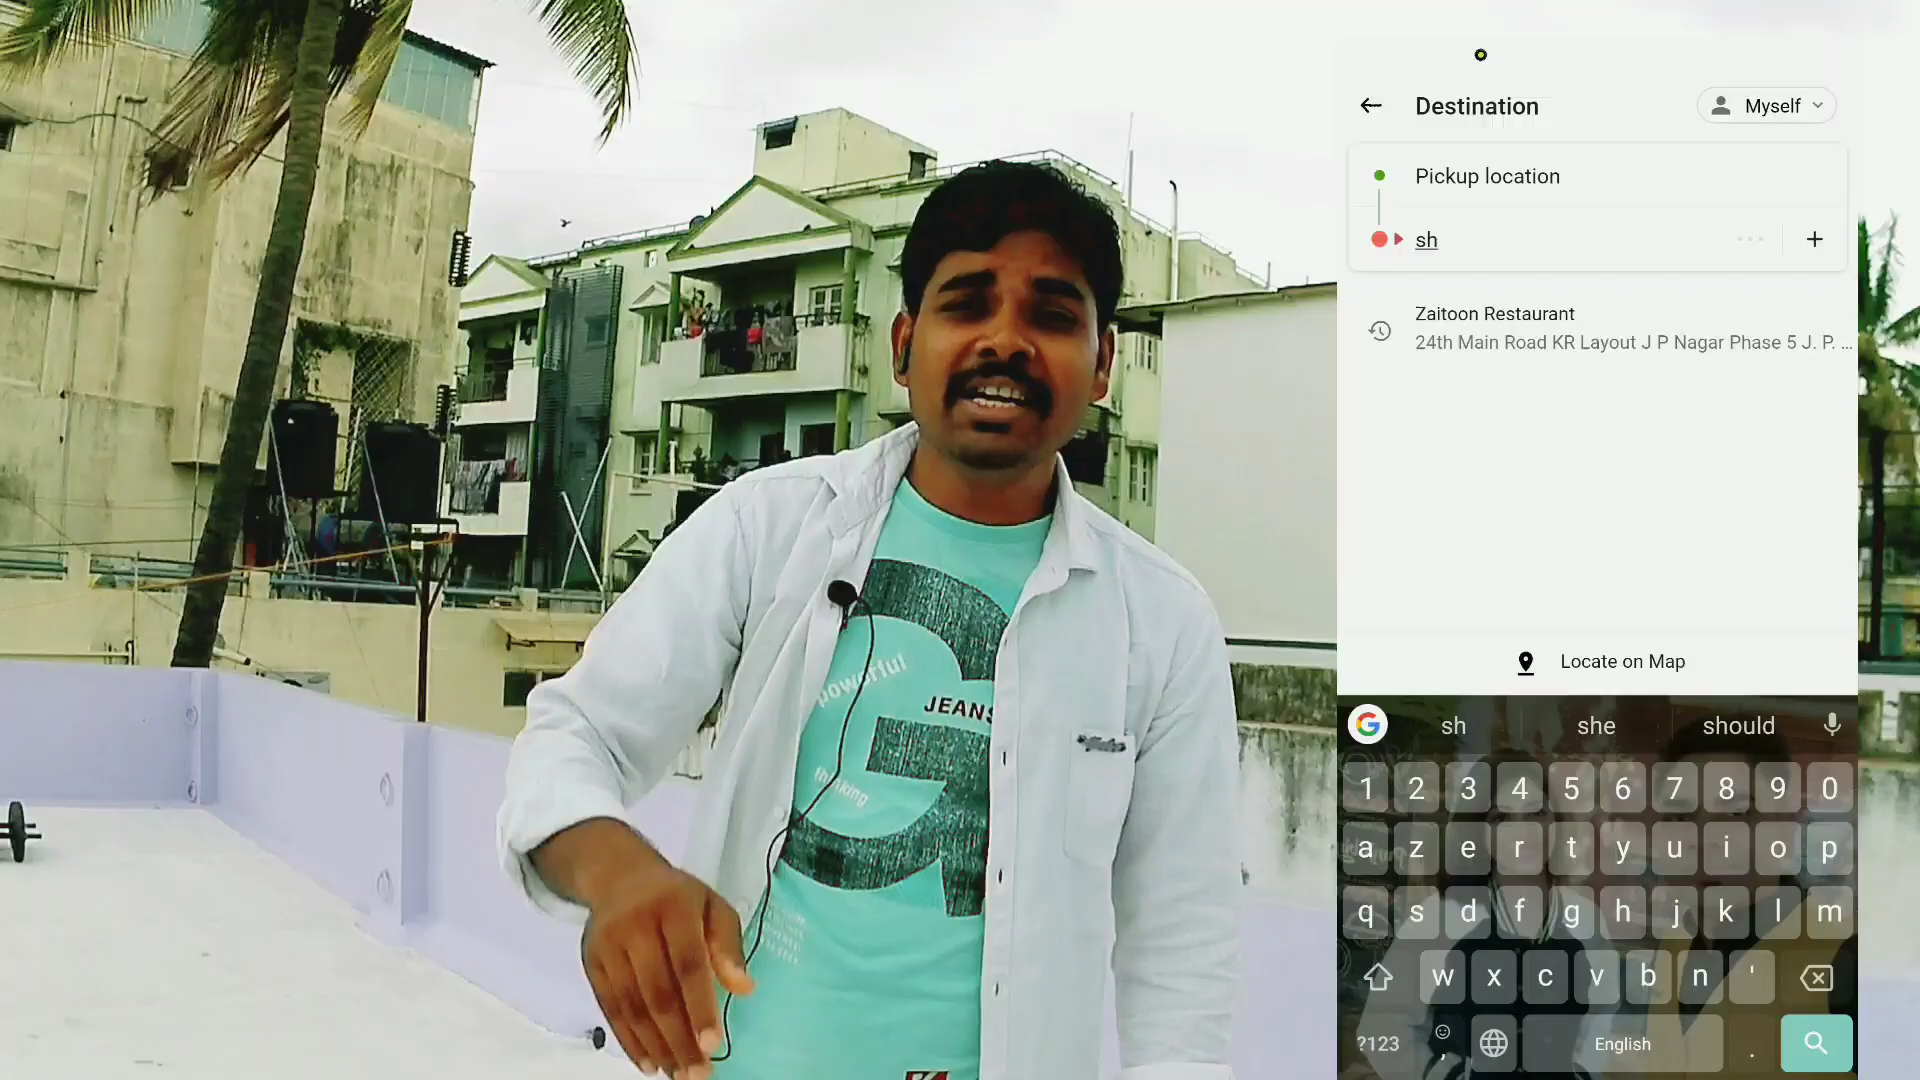 Destination
Myself
Pickup location
sh
Zaitoon Restaurant
24th Main Road KR Layout J P Nagar Phase 5 J. P. ...
Locate on Map
sh she should
1 2 3 4 5 6 7 8 9 0
a z e r t y u i o p
q s d f g h j k l m
w x c v b n '
?123 , English .
powerful
JEANS
thinking